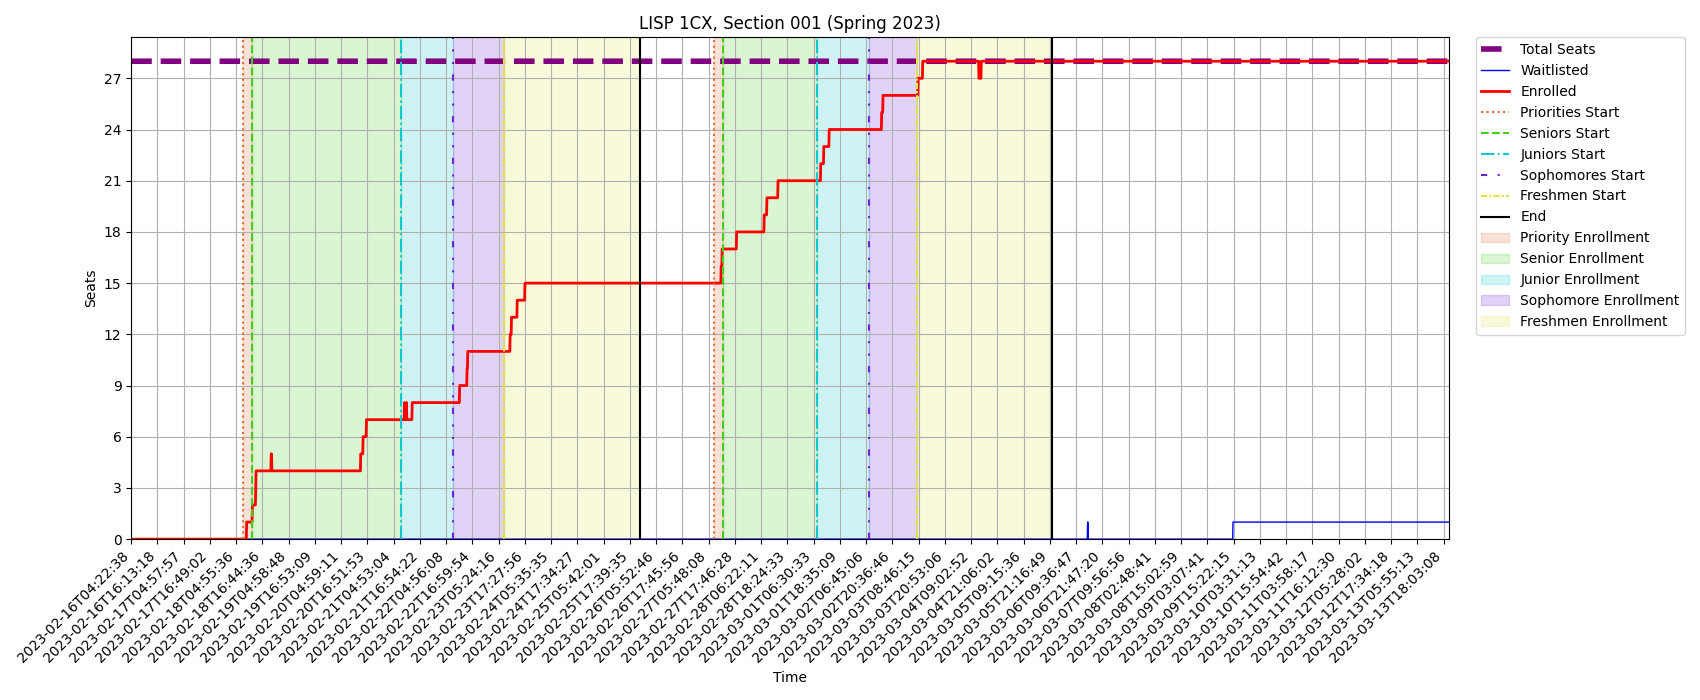 LISP 1CX, Section 001 (Spring 2023)
Total Seats
Waitlisted
Enrolled
Priorities Start
Seniors Start
Juniors Start
Sophomores Start
Freshmen Start
End
Priority Enrollment
Senior Enrollment
Junior Enrollment
Sophomore Enrollment
Freshmen Enrollment
Seats
27
24
21
18
15
12
9
6
3
0
2023-02-16T04:22:38
2023-02-16T16:13:18
2023-02-17T04:57:57
2023-02-17T16:49:02
2023-02-18T04:55:36
2023-02-18T16:44:36
2023-02-19T04:58:48
2023-02-19T16:53:09
2023-02-20T04:59:11
2023-02-20T16:51:53
2023-02-21T04:53:04
2023-02-21T16:54:22
2023-02-22T04:56:08
2023-02-22T16:59:54
2023-02-23T05:24:16
2023-02-23T17:27:56
2023-02-24T05:35:35
2023-02-24T17:34:27
2023-02-25T05:42:01
2023-02-25T17:39:35
2023-02-26T05:52:46
2023-02-26T17:45:56
2023-02-27T05:48:08
2023-02-27T17:46:28
2023-02-28T06:22:11
2023-02-28T18:24:33
2023-03-01T06:30:33
2023-03-01T18:35:09
2023-03-02T06:45:06
2023-03-02T20:36:46
2023-03-03T08:46:15
2023-03-03T20:53:06
2023-03-04T09:02:52
2023-03-04T21:06:02
2023-03-05T09:15:36
2023-03-05T21:16:49
2023-03-06T09:36:47
2023-03-06T21:47:20
2023-03-07T09:56:56
2023-03-08T02:48:41
2023-03-08T15:02:59
2023-03-09T03:07:41
2023-03-09T15:22:15
2023-03-10T03:31:13
2023-03-10T15:54:42
2023-03-11T03:58:17
2023-03-11T16:12:30
2023-03-12T05:28:02
2023-03-12T17:34:18
2023-03-13T05:55:13
2023-03-13T18:03:08
Time